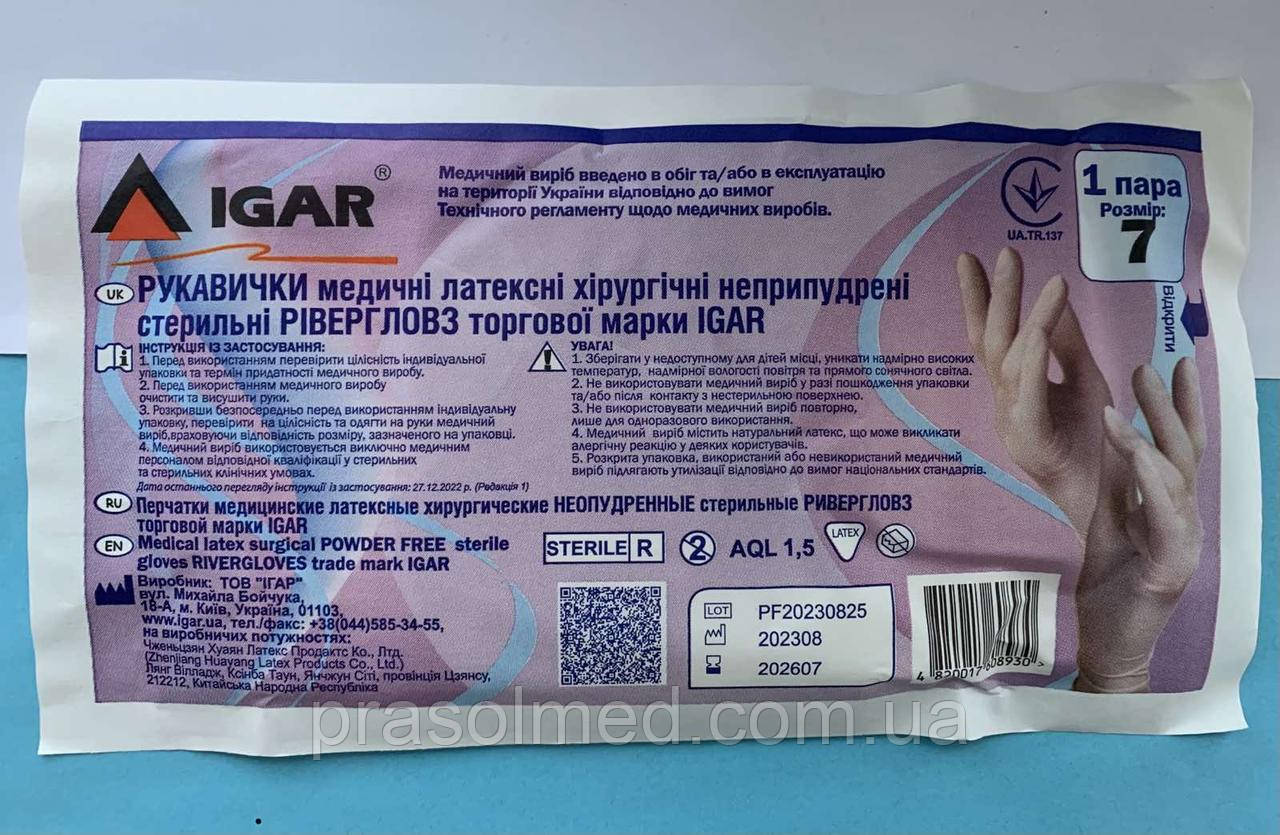 IGAR®
Медичний виріб введено в обіг та/або в експлуатацію
на території України відповідно до вимог
Технічного регламенту щодо медичних виробів.
UA.TR.137
1 пара
Розмір:
7
Відкрити
UK РУКАВИЧКИ медичні латексні хірургічні неприпудрені
стерильні РІВЕРГЛОВЗ торгової марки IGAR
ІНСТРУКЦІЯ ІЗ ЗАСТОСУВАННЯ:
1. Перед використанням перевірити цілісність індивідуальної
упаковки та термін придатності медичного виробу.
2. Перед використанням медичного виробу
очистити та висушити руки.
3. Розкривши безпосередньо перед використанням індивідуальну
упаковку, перевірити на цілісність та одягти на руки медичний
виріб,враховуючи відповідність розміру, зазначеного на упаковці.
4. Медичний виріб використовується виключно медичним
персоналом відповідної кваліфікації у стерильних
та стерильних клінічних умовах.
Дата останнього перегляду інструкції із застосування: 27.12.2022 р. (Редакція 1)
УВАГА!
1. Зберігати у недоступному для дітей місці, уникати надмірно високих
температур, надмірної вологості повітря та прямого сонячного світла.
2. Не використовувати медичний виріб у разі пошкодження упаковки
та/або після контакту з нестерильною поверхнею.
3. Не використовувати медичний виріб повторно,
лише для одноразового використання.
4. Медичний виріб містить натуральний латекс, що може викликати
алергічну реакцію у деяких користувачів.
5. Розкрита упаковка, використаний або невикористаний медичний
виріб підлягають утилізації відповідно до вимог національних стандартів.
RU Перчатки медицинские латексные хирургические НЕОПУДРЕННЫЕ стерильные РИВЕРГЛОВЗ
торговой марки IGAR
EN Medical latex surgical POWDER FREE sterile
gloves RIVERGLOVES trade mark IGAR
STERILE R
2
AQL 1,5
LATEX
Виробник: ТОВ "ІГАР"
вул. Михайла Бойчука,
18-А, м. Київ, Україна, 01103,
www.igar.ua, тел./факс: +38(044)585-34-55,
на виробничих потужностях:
Чженьцзян Хуаян Латекс Продактс Ко., Лтд.
(Zhenjiang Huayang Latex Products Co., Ltd.)
Лянг Вілладж, Ксінба Таун, Янчжун Сіті, провінція Цзянсу,
212212, Китайська Народна Республіка
LOT PF20230825
202308
202607
4 820017 608930 >
prasolmed.com.ua